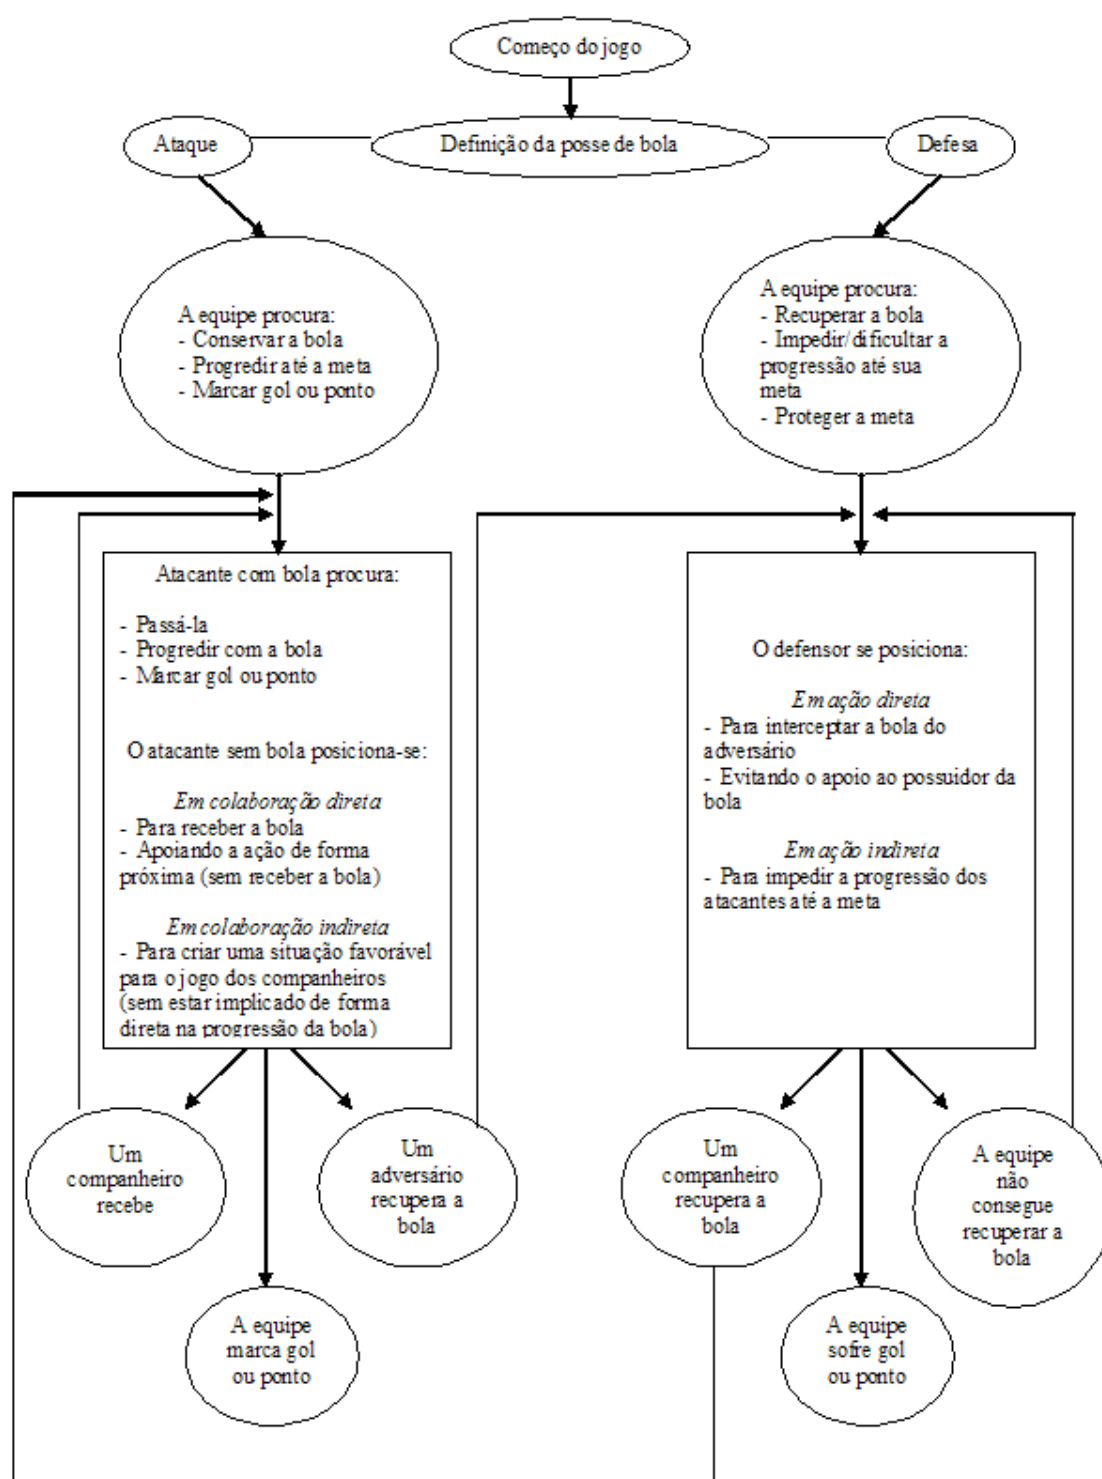 Começo do jogo
Ataque
Definição da posse de bola
Defesa
A equipe procura:
- Conservar a bola
- Progredir até a meta
- Marcar gol ou ponto
A equipe procura:
- Recuperar a bola
- Impedir/dificultar a
progressão até sua
meta
- Proteger a meta
Atacante com bola procura:
- Passá-la
- Progredir com a bola
- Marcar gol ou ponto
O atacante sem bola posiciona-se:
Em colaboração direta
- Para receber a bola
- Apoiando a ação de forma
próxima (sem receber a bola)
Em colaboração indireta
- Para criar uma situação favorável
para o jogo dos companheiros
(sem estar implicado de forma
direta na progressão da bola)
O defensor se posiciona:
Em ação direta
- Para interceptar a bola do
adversário
- Evitando o apoio ao possuidor da
bola
Em ação indireta
- Para impedir a progressão dos
atacantes até a meta
Um
companheiro
recebe
Um
adversário
recupera a
bola
Um
companheiro
recupera a
bola
A equipe
não
consegue
recuperar a
bola
A equipe
marca gol
ou ponto
A equipe
sofre gol
ou ponto